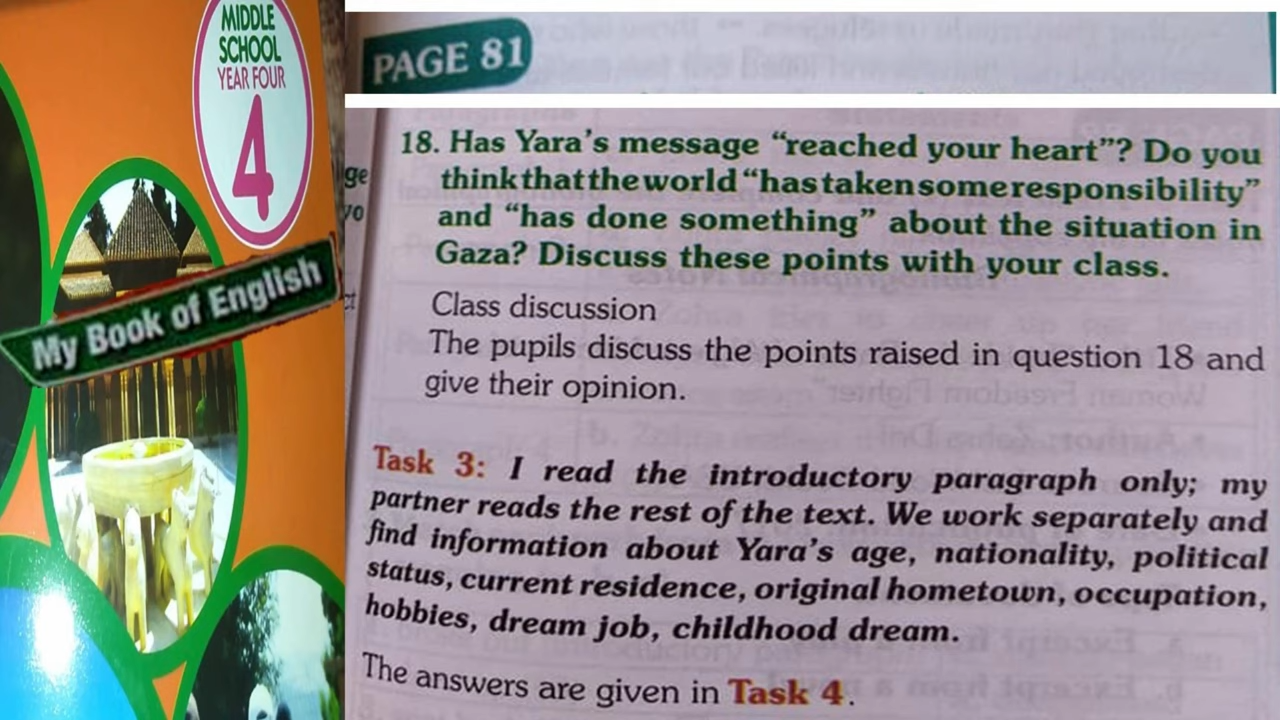 MIDDLE
SCHOOL
YEAR FOUR
4
My Book of English
PAGE 81
ge
yo
ct
18. Has Yara's message “reached your heart”? Do you
think that the world “has taken some responsibility”
and “has done something” about the situation in
Gaza? Discuss these points with your class.
Class discussion
The pupils discuss the points raised in question 18 and
give their opinion.
Task 3: I read the introductory paragraph only; my
partner reads the rest of the text. We work separately and
find information about Yara's age, nationality, political
status, current residence, original hometown, occupation,
hobbies, dream job, childhood dream.
The answers are given in Task 4.